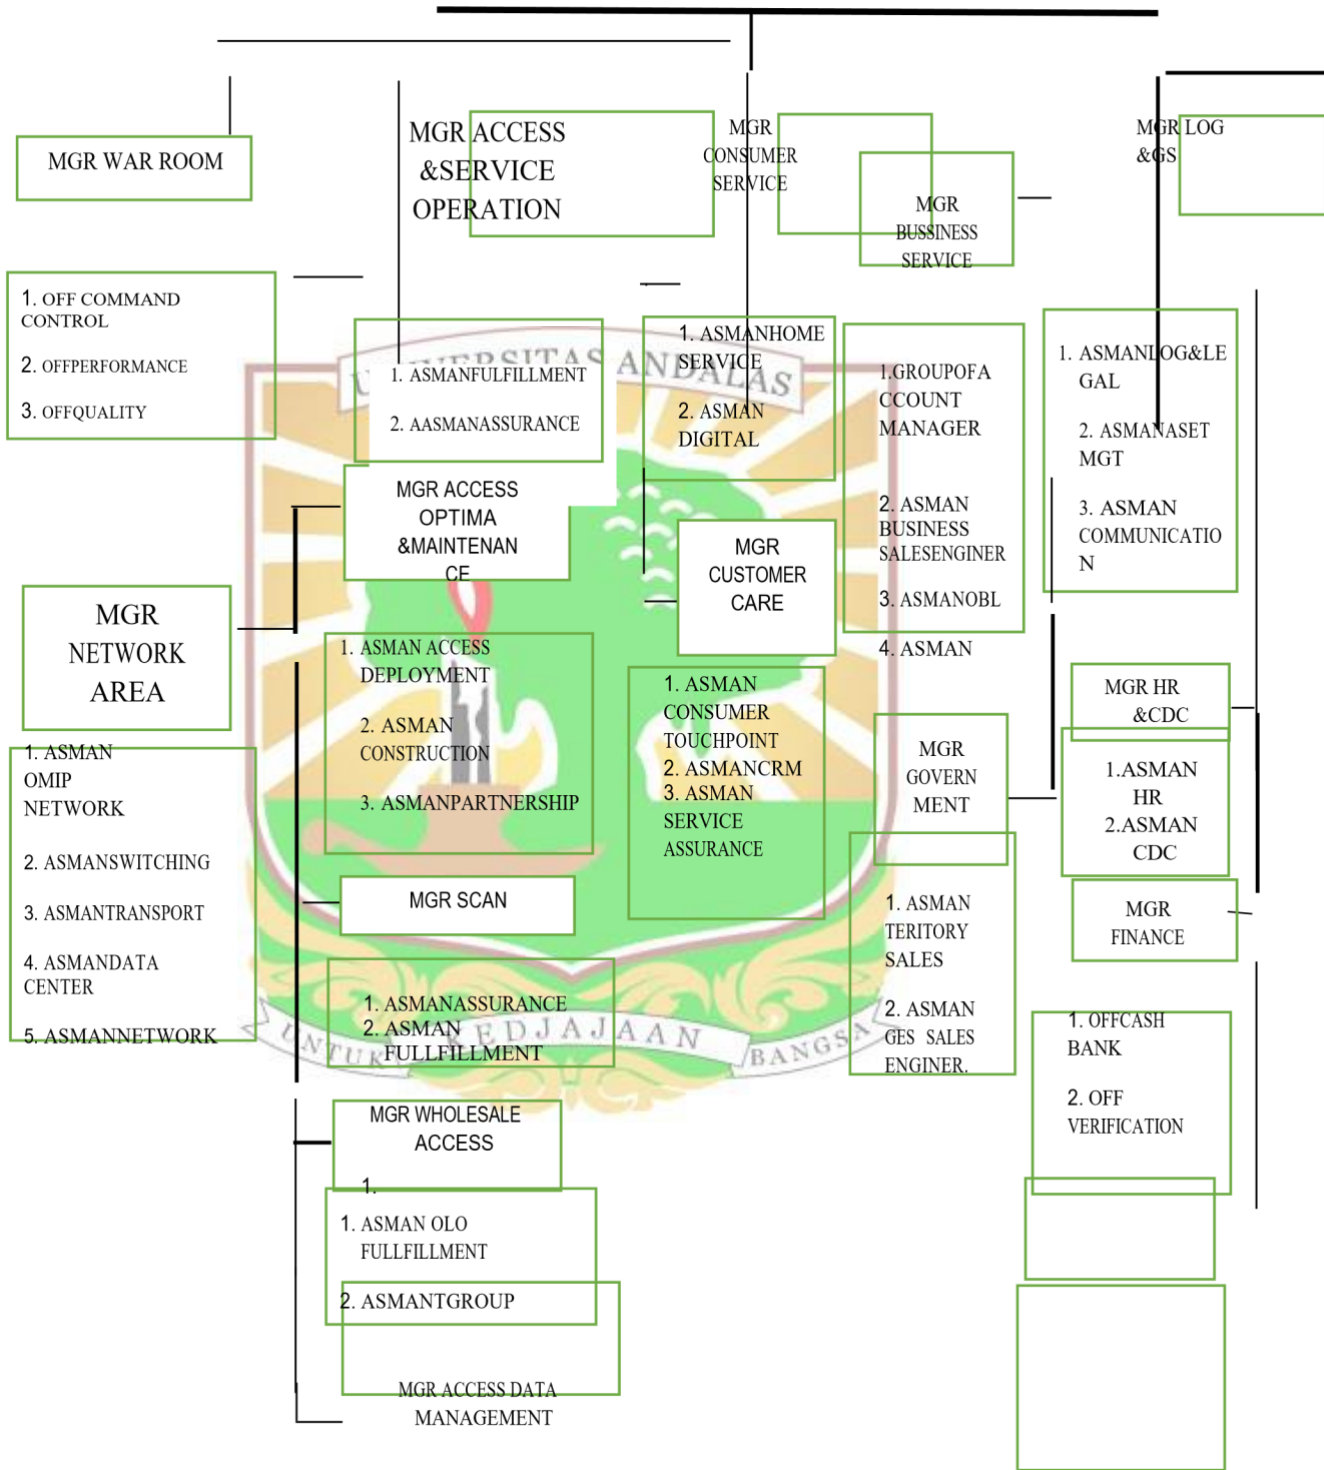 MGR WAR ROOM
MGR ACCESS
&SERVICE
OPERATION
MGR
CONSUMER
SERVICE
MGR
BUSSINESS
SERVICE
MGR LOG
&GS
1. OFF COMMAND
CONTROL
2. OFFPERFORMANCE
3. OFFQUALITY
1. ASMANFULFILLMENT
2. AASMANASSURANCE
1. ASMANHOME
SERVICE
2. ASMAN
DIGITAL
1.GROUPOFA
CCOUNT
MANAGER
2. ASMAN
BUSINESS
SALESENGINER
3. ASMANOBL
4. ASMAN
1. ASMANLOG&LE
GAL
2. ASMANASET
MGT
3. ASMAN
COMMUNICATIO
N
MGR ACCESS
OPTIMA
&MAINTENAN
CE
MGR
CUSTOMER
CARE
MGR
NETWORK
AREA
1. ASMAN ACCESS
DEPLOYMENT
2. ASMAN
CONSTRUCTION
3. ASMANPARTNERSHIP
1. ASMAN
CONSUMER
TOUCHPOINT
2. ASMANCRM
3. ASMAN
SERVICE
ASSURANCE
MGR HR
&CDC
1.ASMAN
HR
2.ASMAN
CDC
MGR
GOVERN
MENT
1. ASMAN
OMIP
NETWORK
2. ASMANSWITCHING
3. ASMANTRANSPORT
4. ASMANDATA
CENTER
5. ASMANNETWORK
MGR SCAN
1. ASMAN
TERITORY
SALES
2. ASMAN
GES SALES
ENGINER.
MGR
FINANCE
1. ASMANASSURANCE
2. ASMAN
FULLFILLMENT
1. OFFCASH
BANK
2. OFF
VERIFICATION
MGR WHOLESALE
ACCESS
1.
1. ASMAN OLO
FULLFILLMENT
2. ASMANTGROUP
MGR ACCESS DATA
MANAGEMENT
UNIVERSITAS ANDALAS
UNTUK KEDJAJAAN BANGSA